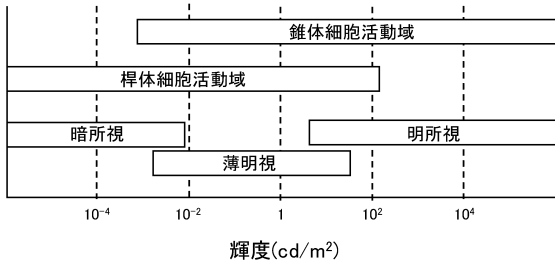 錐体細胞活動域
桿体細胞活動域
暗所視
明所視
薄明視
10⁻⁴ 10⁻² 1 10² 10⁴
輝度(cd/m²)